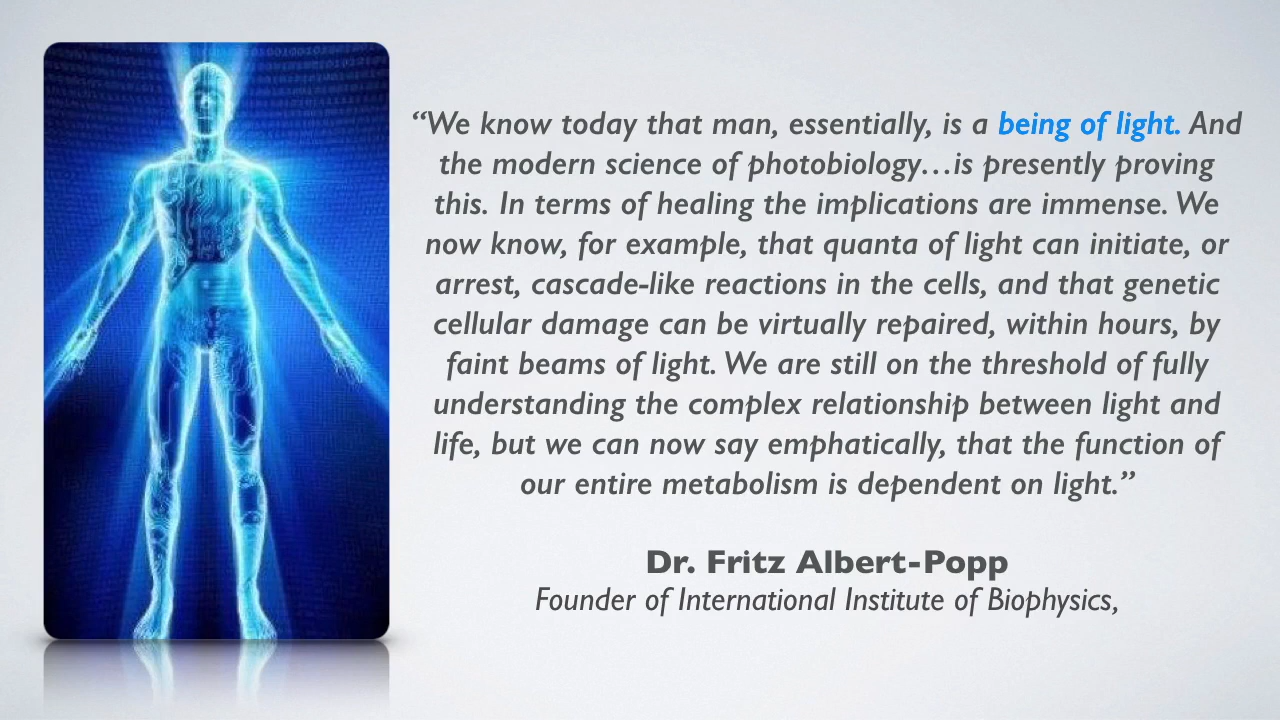 “We know today that man, essentially, is a being of light. And
the modern science of photobiology…is presently proving
this. In terms of healing the implications are immense. We
now know, for example, that quanta of light can initiate, or
arrest, cascade-like reactions in the cells, and that genetic
cellular damage can be virtually repaired, within hours, by
faint beams of light. We are still on the threshold of fully
understanding the complex relationship between light and
life, but we can now say emphatically, that the function of
our entire metabolism is dependent on light.”
Dr. Fritz Albert-Popp
Founder of International Institute of Biophysics,